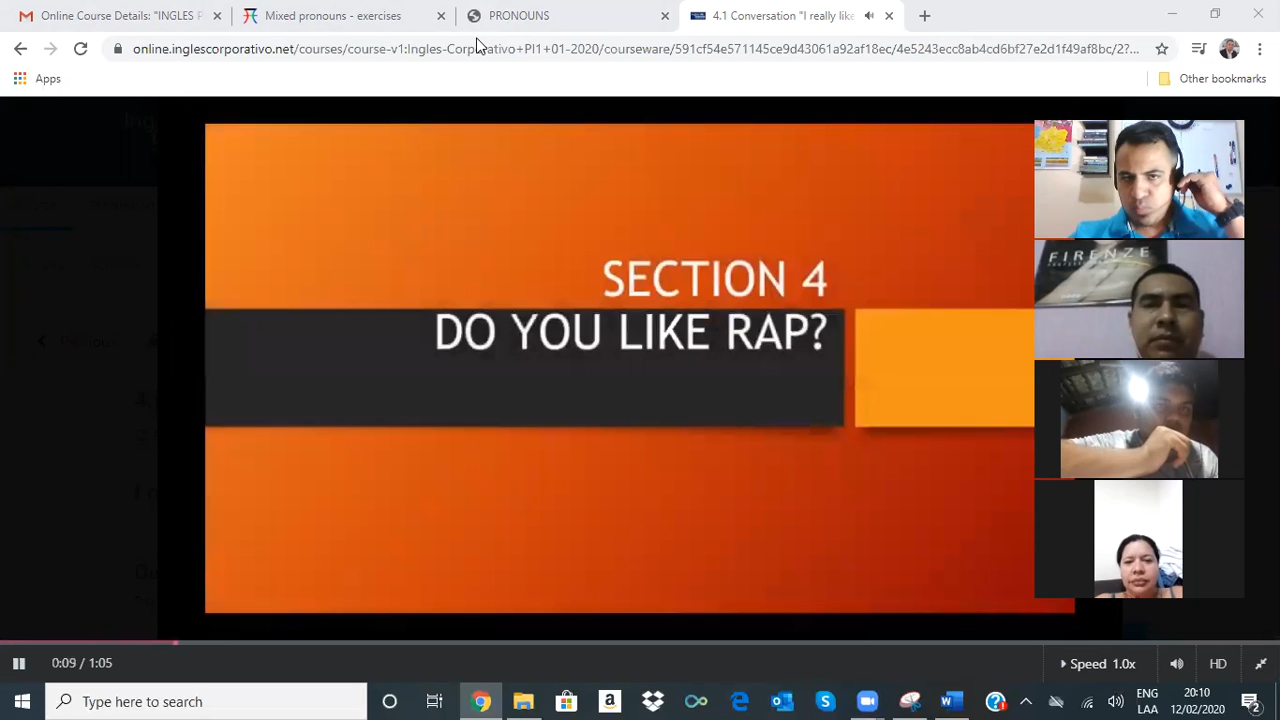 Online Course Details: "INGLES P
Mixed pronouns - exercises
PRONOUNS
4.1 Conversation "I really like
online.inglescorporativo.net/courses/course-v1:Ingles-Corporativo+PI1+01-2020/courseware/591cf54e571145ce9d43061a92af18ec/4e5243ecc8ab4cd6bf27e2d1f49af8bc/2?...
Apps
Other bookmarks
SECTION 4
DO YOU LIKE RAP?
FIRENZE
0:09 / 1:05
Speed 1.0x
HD
Type here to search
ENG
LAA
20:10
12/02/2020
2